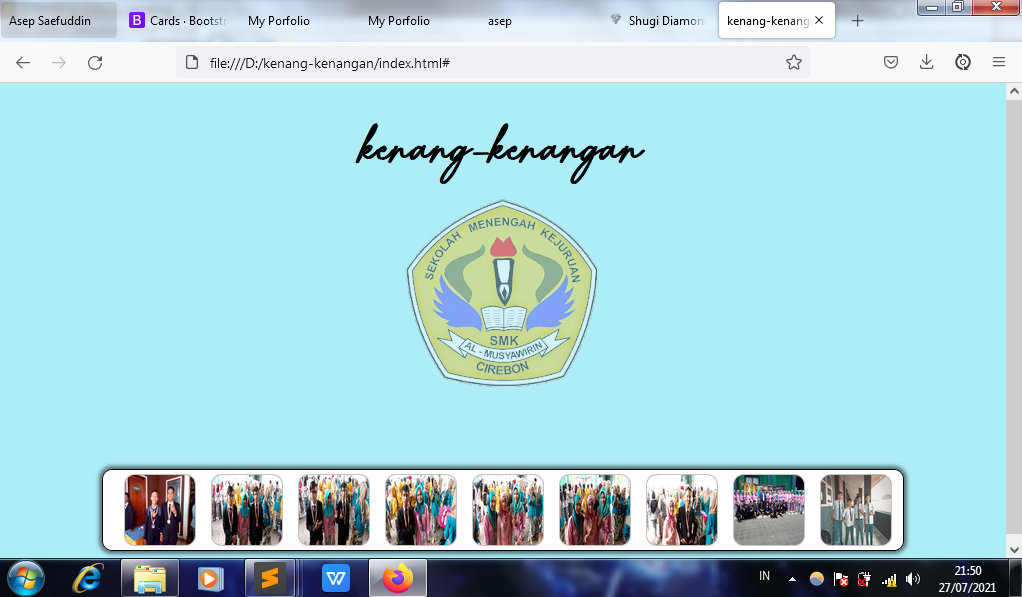 Asep Saefuddin
Cards · Bootstr
My Porfolio
My Porfolio
asep
Shugi Diamon
kenang-kenang
file:///D:/kenang-kenangan/index.html#
kenang-kenangan
SEKOLAH MENENGAH KEJURUAN
SMK
AL - MUSYAWIRIN
CIREBON
IN
21:50
27/07/2021